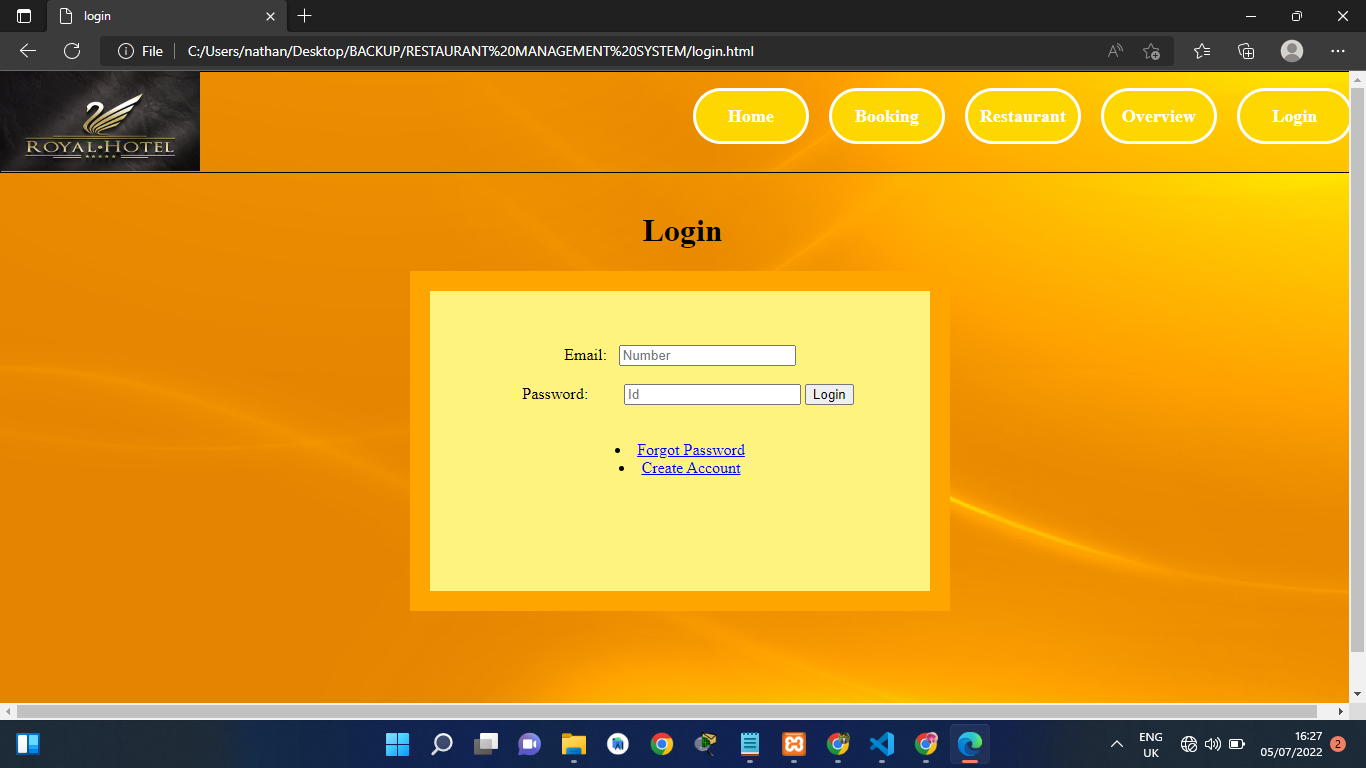 login
File
C:/Users/nathan/Desktop/BACKUP/RESTAURANT%20MANAGEMENT%20SYSTEM/login.html
ROYAL·HOTEL
Home
Booking
Restaurant
Overview
Login
Login
Email: Number
Password: Id Login
Forgot Password
Create Account
ENG
UK
16:27
05/07/2022
2